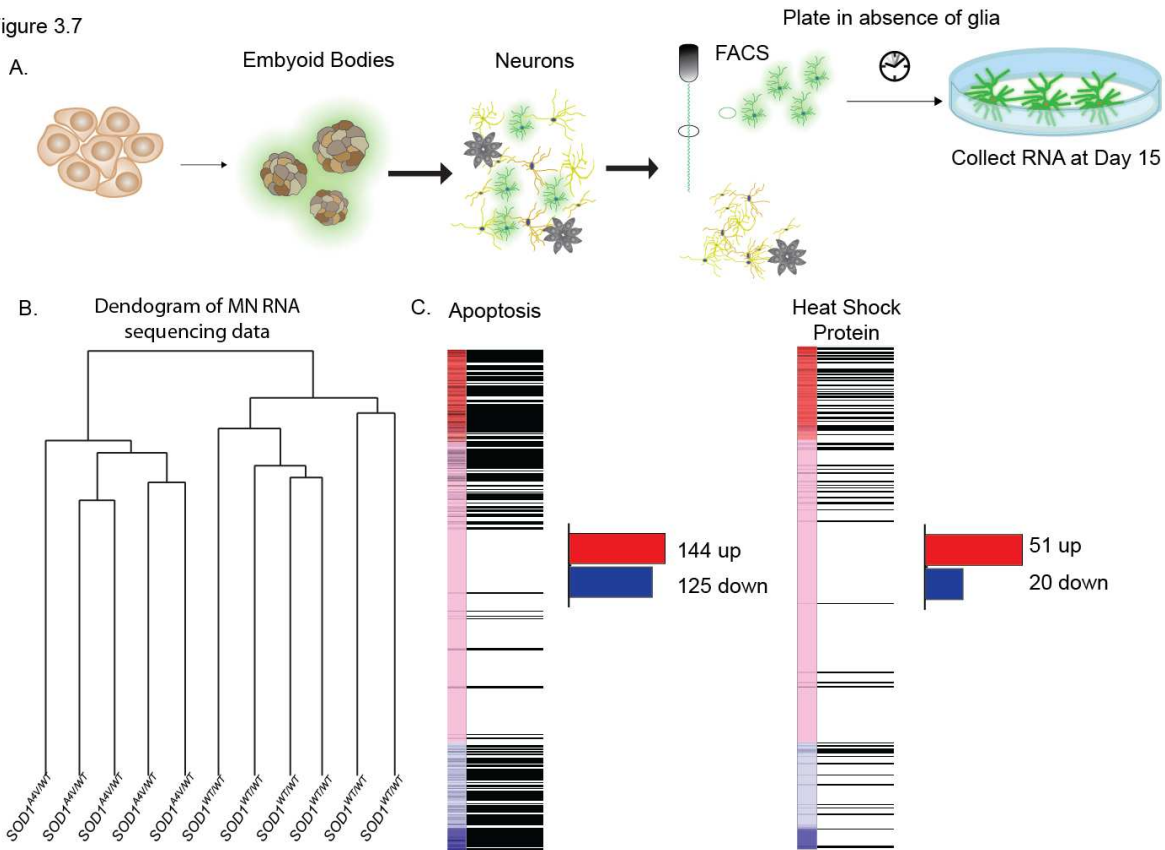 igure 3.7
A.
Embyoid Bodies
Neurons
FACS
Plate in absence of glia
Collect RNA at Day 15
B.
Dendogram of MN RNA
sequencing data
SOD1A4V/WT
SOD1A4V/WT
SOD1A4V/WT
SOD1A4V/WT
SOD1A4V/WT
SOD1WT/WT
SOD1WT/WT
SOD1WT/WT
SOD1WT/WT
SOD1WT/WT
SOD1WT/WT
C.
Apoptosis
144 up
125 down
Heat Shock
Protein
51 up
20 down